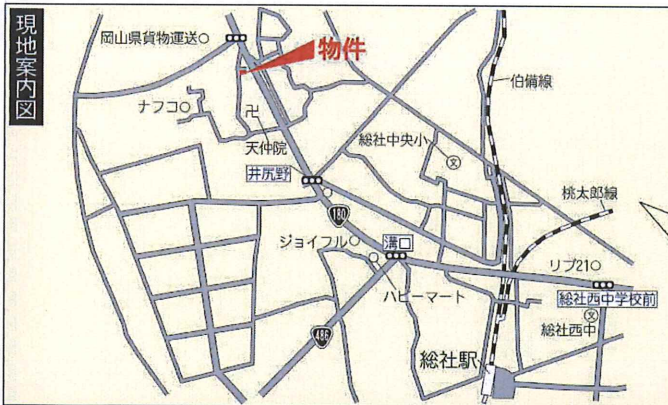 現地案内図
岡山県貨物運送
物件
伯備線
ナフコ
卍
天仲院
総社中央小
文
井尻野
桃太郎線
180
ジョイフル
溝口
リブ21
ハピーマート
総社西中学校前
文
総社西中
486
総社駅